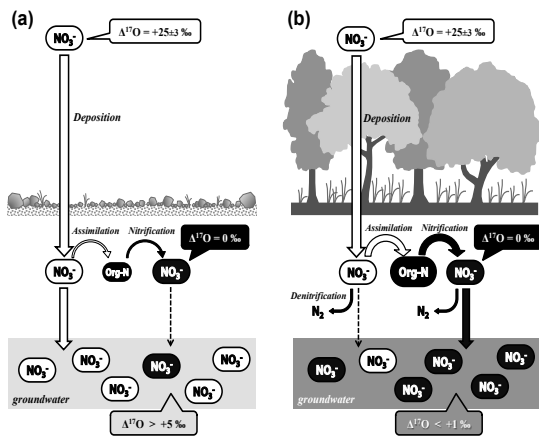 (a)
NO₃⁻
Δ¹⁷O = +25±3 ‰
Deposition
Assimilation
Nitrification
Δ¹⁷O = 0 ‰
NO₃⁻
Org-N
NO₃⁻
NO₃⁻
NO₃⁻
NO₃⁻
NO₃⁻
NO₃⁻
NO₃⁻
groundwater
Δ¹⁷O > +5 ‰
(b)
NO₃⁻
Δ¹⁷O = +25±3 ‰
Deposition
Assimilation
Nitrification
Δ¹⁷O = 0 ‰
NO₃⁻
Org-N
NO₃⁻
Denitrification
N₂
N₂
NO₃⁻
NO₃⁻
NO₃⁻
NO₃⁻
NO₃⁻
NO₃⁻
NO₃⁻
groundwater
Δ¹⁷O < +1 ‰